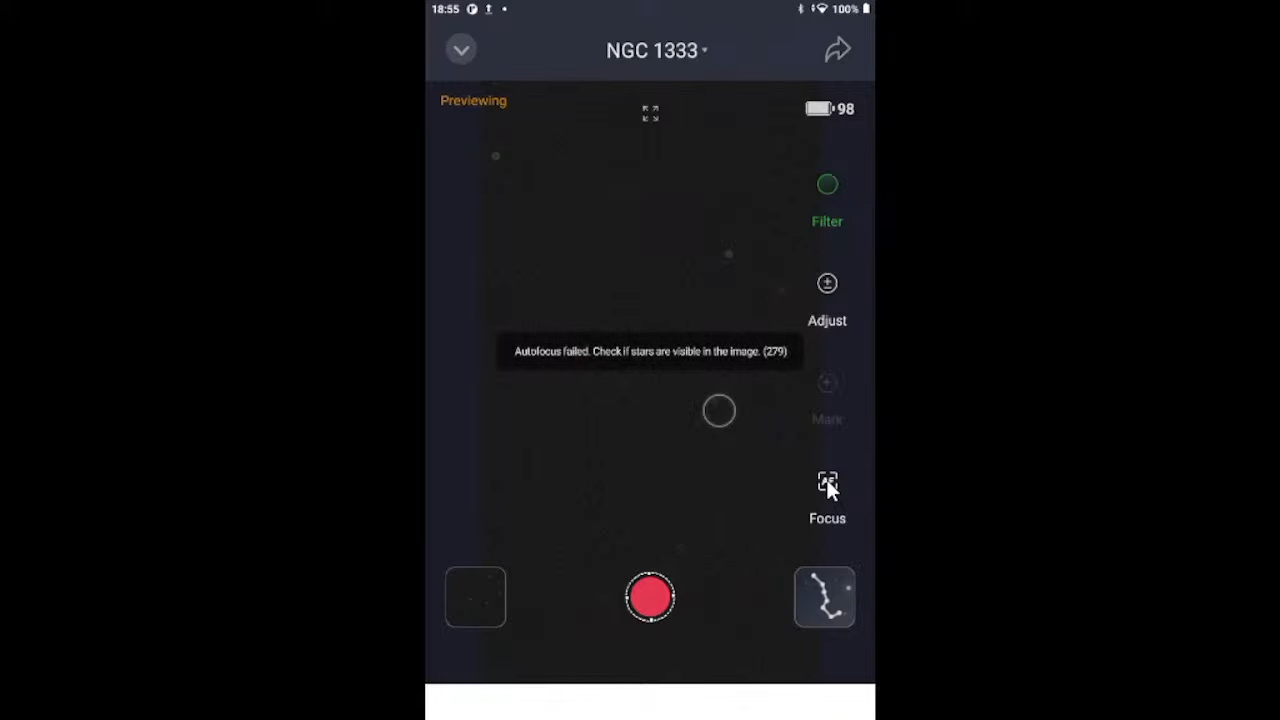 18:55
100%
NGC 1333
Previewing
98
Filter
Adjust
Autofocus failed. Check if stars are visible in the image. (279)
Mark
Focus